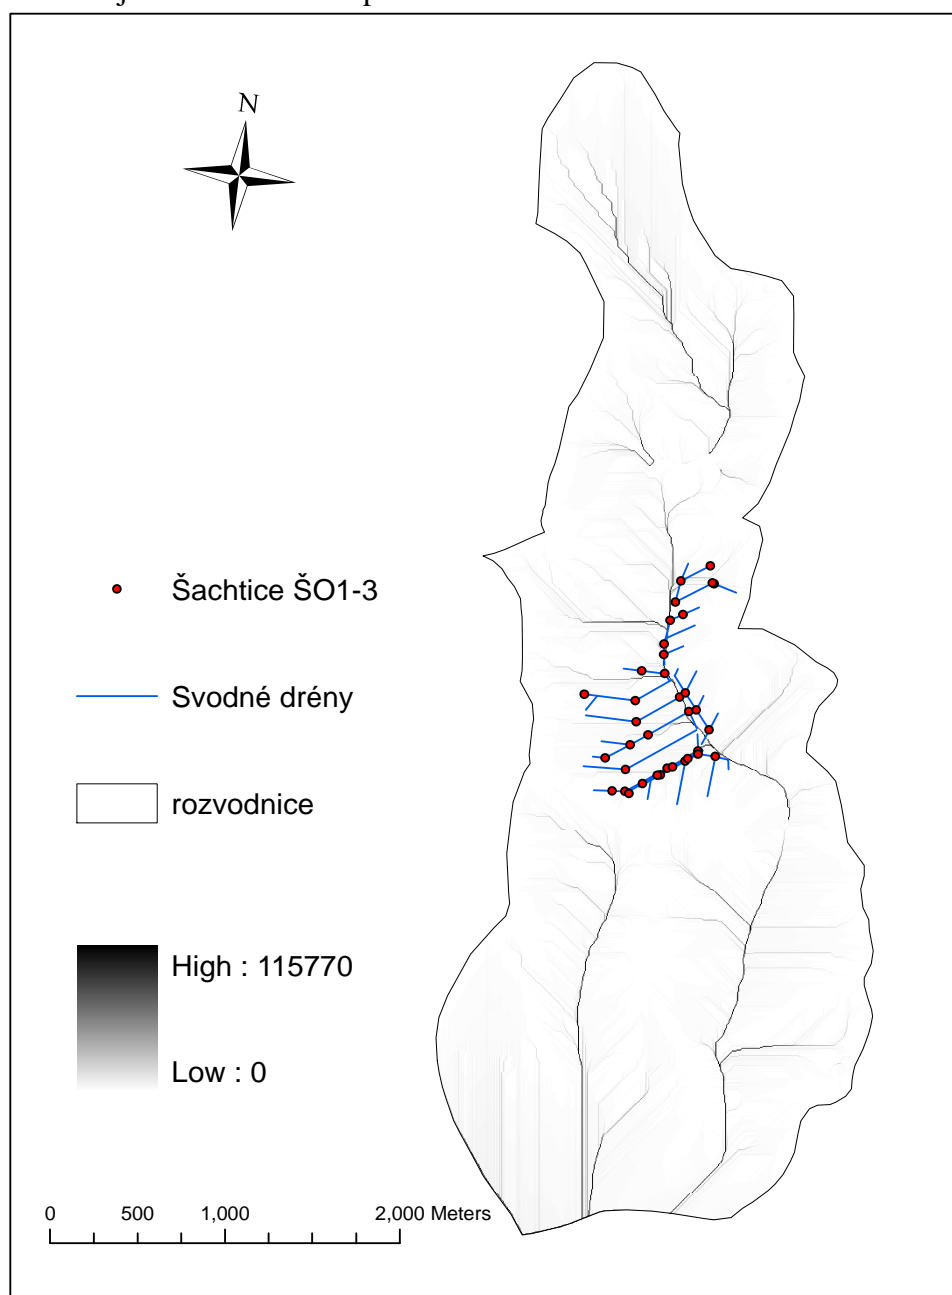 N
Šachtice ŠO1-3
Svodné drény
rozvodnice
High : 115770
Low : 0
0 500 1,000 2,000 Meters